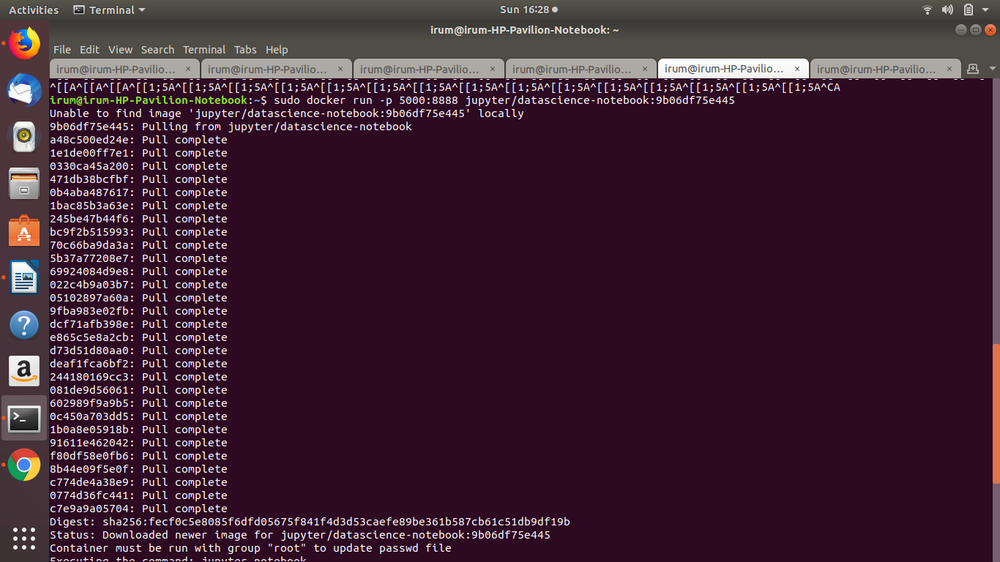 Activities Terminal Sun 16:28
irum@irum-HP-Pavilion-Notebook: ~
File Edit View Search Terminal Tabs Help
irum@irum-HP-Pavilio... × irum@irum-HP-Pavilio... × irum@irum-HP-Pavilio... × irum@irum-HP-Pavilio... × irum@irum-HP-Pavilio... × irum@irum-HP-Pavilio... ×
^[[A^[[A^[[A^[[1;5A^[[1;5A^[[1;5A^[[1;5A^[[1;5A^[[1;5A^[[1;5A^[[1;5A^[[1;5A^[[1;5A^[[1;5A^[[1;5A^[[1;5A^CA
irum@irum-HP-Pavilion-Notebook:~$ sudo docker run -p 5000:8888 jupyter/datascience-notebook:9b06df75e445
Unable to find image 'jupyter/datascience-notebook:9b06df75e445' locally
9b06df75e445: Pulling from jupyter/datascience-notebook
a48c500ed24e: Pull complete
1e1de00ff7e1: Pull complete
0330ca45a200: Pull complete
471db38bcfbf: Pull complete
0b4aba487617: Pull complete
1bac85b3a63e: Pull complete
245be47b44f6: Pull complete
bc9f2b515993: Pull complete
70c66ba9da3a: Pull complete
5b37a77208e7: Pull complete
69924084d9e8: Pull complete
022c4b9a03b7: Pull complete
05102897a60a: Pull complete
9fba983e02fb: Pull complete
dcf71afb398e: Pull complete
e865c5e8a2cb: Pull complete
d73d51d80aa0: Pull complete
deaf1fca6bf2: Pull complete
244180169cc3: Pull complete
081de9d56061: Pull complete
602989f9a9b5: Pull complete
0c450a703dd5: Pull complete
1b0a8e05918b: Pull complete
91611e462042: Pull complete
f80df58e0fb6: Pull complete
8b44e09f5e0f: Pull complete
c774de4a38e9: Pull complete
0774d36fc441: Pull complete
c7e9a9a05704: Pull complete
Digest: sha256:fecf0c5e8085f6dfd05675f841f4d3d53caefe89be361b587cb61c51db9df19b
Status: Downloaded newer image for jupyter/datascience-notebook:9b06df75e445
Container must be run with group "root" to update passwd file
Executing the command: jupyter notebook